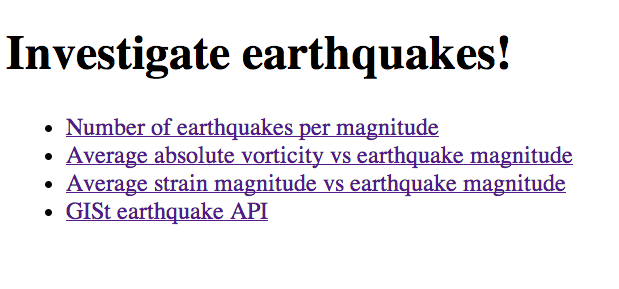 Investigate earthquakes!
Number of earthquakes per magnitude
Average absolute vorticity vs earthquake magnitude
Average strain magnitude vs earthquake magnitude
GISt earthquake API